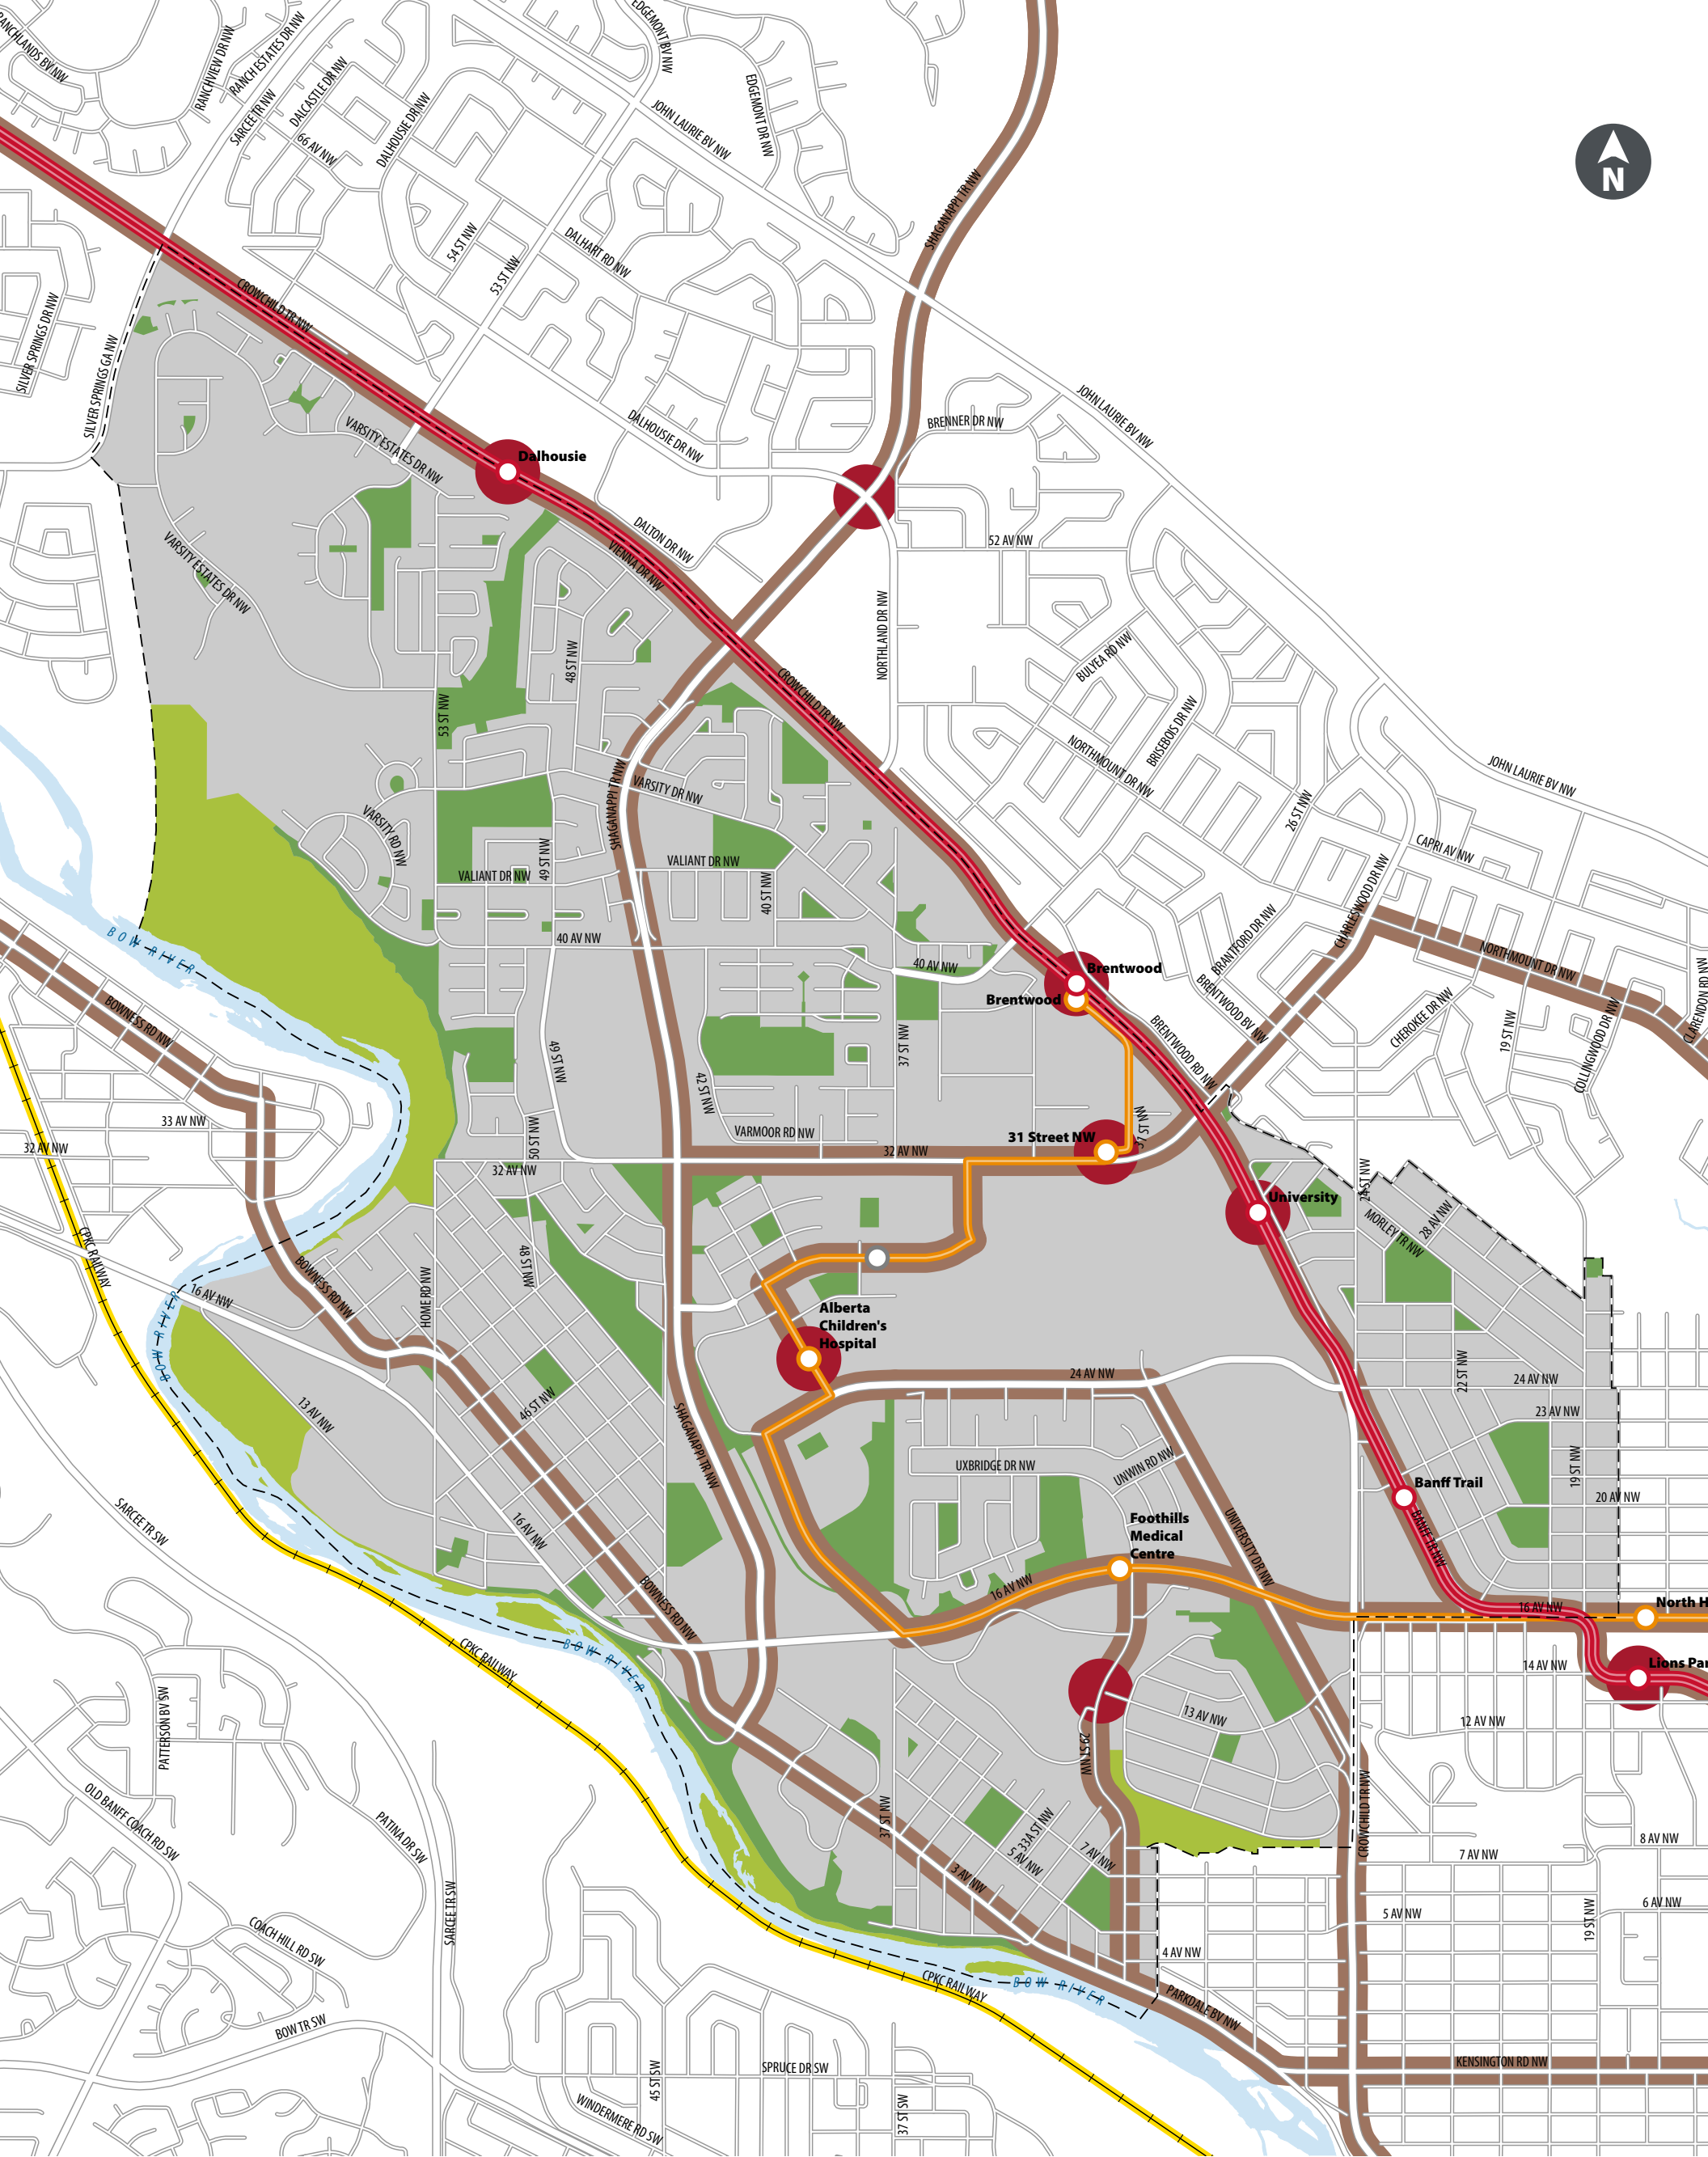 RANCHLANDS BV NW
RANCHVIEW DR NW
RANCH ESTATES DR NW
SARCEE TR NW
DALCASTLE DR NW
66 AV NW
DALHOUSIE DR NW
EDGEMONT BV NW
EDGEMONT DR NW
JOHN LAURIE BV NW
N
SHAGANAPPI TR NW
54 ST NW
53 ST NW
DALHART RD NW
SILVER SPRINGS DR NW
SILVER SPRINGS GA NW
CROWCHILD TR NW
JOHN LAURIE BV NW
BRENNER DR NW
DALHOUSIE DR NW
VARSITY ESTATES DR NW
Dalhousie
DALTON DR NW
VIENNA DR NW
52 AV NW
VARSITY ESTATES DR NW
NORTHLAND DR NW
48 ST NW
BULYEA RD NW
53 ST NW
CROWCHILD TR NW
BRISEBOIS DR NW
NORTHMOUNT DR NW
JOHN LAURIE BV NW
SHAGANAPPI TR NW
VARSITY DR NW
26 ST NW
VARSITY RD NW
49 ST NW
VALIANT DR NW
VALIANT DR NW
40 ST NW
CAPRI AV NW
CHARLESWOOD DR NW
40 AV NW
40 AV NW
BRANTFORD DR NW
NORTHMOUNT DR NW
BOW RIVER
Brentwood
Brentwood
BRENTWOOD BV NW
BOWNESS RD NW
BRENTWOOD RD NW
CHEROKEE DR NW
19 ST NW
COLLINGWOOD DR NW
CLARENDON RD NW
37 ST NW
49 ST NW
42 ST NW
33 AV NW
32 AV NW
50 ST NW
VARMOOR RD NW
31 Street NW
31 ST NW
32 AV NW
32 AV NW
24 ST NW
University
MORLEY TR NW
28 AV NW
CPKC RAILWAY
48 ST NW
BOWNESS RD NW
HOME RD NW
16 AV NW
BOW RIVER
Alberta
Children's
Hospital
24 AV NW
22 ST NW
24 AV NW
23 AV NW
46 ST NW
13 AV NW
SHAGANAPPI TR NW
UXBRIDGE DR NW
UNWIN RD NW
Banff Trail
19 ST NW
20 AV NW
SARCEE TR SW
16 AV NW
Foothills
Medical
Centre
UNIVERSITY DR NW
BANFF TR NW
16 AV NW
BOWNESS RD NW
16 AV NW
North H
BOW RIVER
CPKC RAILWAY
14 AV NW
Lions Par
PATTERSON BV SW
13 AV NW
12 AV NW
29 ST NW
OLD BANFF COACH RD SW
PATINA DR SW
37 ST NW
33A ST NW
5 AV NW
7 AV NW
3 AV NW
CROWCHILD TR NW
8 AV NW
7 AV NW
6 AV NW
5 AV NW
19 ST NW
SARCEE TR SW
COACH HILL RD SW
4 AV NW
CPKC RAILWAY
BOW RIVER
PARKDALE BV NW
BOW TR SW
KENSINGTON RD NW
45 ST SW
SPRUCE DR SW
WINDERMERE RD SW
37 ST SW